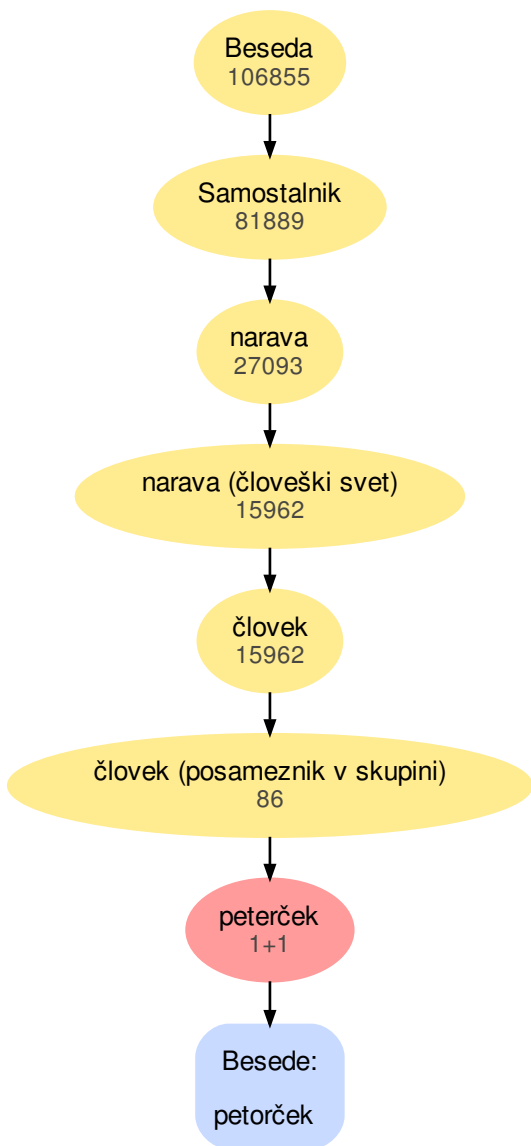 Beseda
106855
Samostalnik
81889
narava
27093
narava (človeški svet)
15962
človek
15962
človek (posameznik v skupini)
86
peterček
1+1
Besede:
petorček